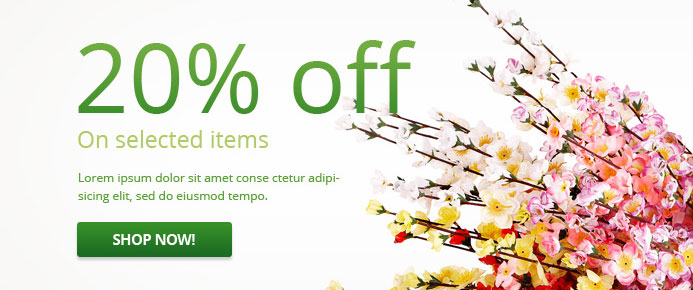 20% off
On selected items
Lorem ipsum dolor sit amet conse ctetur adipi-
sicing elit, sed do eiusmod tempo.
SHOP NOW!